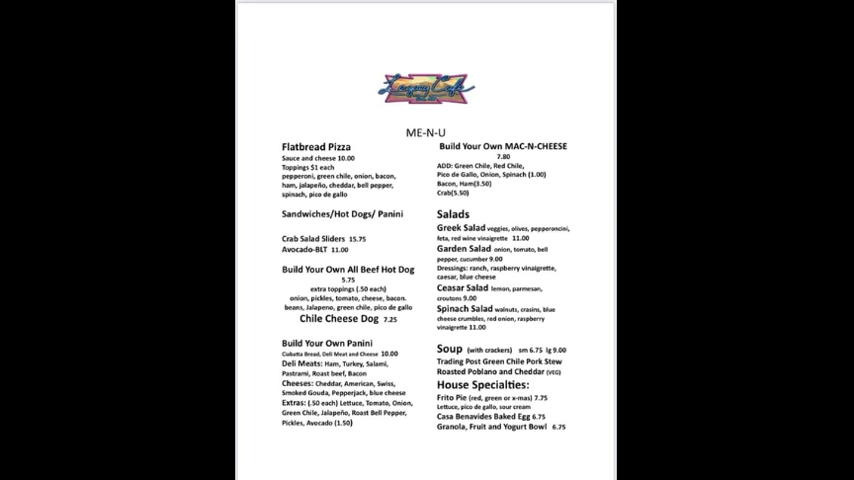 Legacy Cafe
ME-N-U
Flatbread Pizza
Sauce and cheese 10.00
Toppings $1 each
pepperoni, green chile, onion, bacon,
ham, jalapeño, cheddar, bell pepper,
spinach, pico de gallo
Sandwiches/Hot Dogs/ Panini
Crab Salad Sliders 15.75
Avocado-BLT 11.00
Build Your Own All Beef Hot Dog
5.75
extra toppings (.50 each)
onion, pickles, tomato, cheese, bacon.
beans, Jalapeno, green chile, pico de gallo
Chile Cheese Dog 7.25
Build Your Own Panini
Ciabatta Bread, Deli Meat and Cheese 10.00
Deli Meats: Ham, Turkey, Salami,
Pastrami, Roast beef, Bacon
Cheeses: Cheddar, American, Swiss,
Smoked Gouda, Pepperjack, blue cheese
Extras: (.50 each) Lettuce, Tomato, Onion,
Green Chile, Jalapeño, Roast Bell Pepper,
Pickles, Avocado (1.50)
Build Your Own MAC-N-CHEESE
7.80
ADD: Green Chile, Red Chile,
Pico de Gallo, Onion, Spinach (1.00)
Bacon, Ham(3.50)
Crab(5.50)
Salads
Greek Salad veggies, olives, pepperoncini,
feta, red wine vinaigrette 11.00
Garden Salad onion, tomato, bell
pepper, cucumber 9.00
Dressings: ranch, raspberry vinaigrette,
caesar, blue cheese
Ceasar Salad lemon, parmesan,
croutons 9.00
Spinach Salad walnuts, crasins, blue
cheese crumbles, red onion, raspberry
vinaigrette 11.00
Soup (with crackers) sm 6.75 lg 9.00
Trading Post Green Chile Pork Stew
Roasted Poblano and Cheddar (VEG)
House Specialties:
Frito Pie (red, green or x-mas) 7.75
Lettuce, pico de gallo, sour cream
Casa Benavides Baked Egg 6.75
Granola, Fruit and Yogurt Bowl 6.75